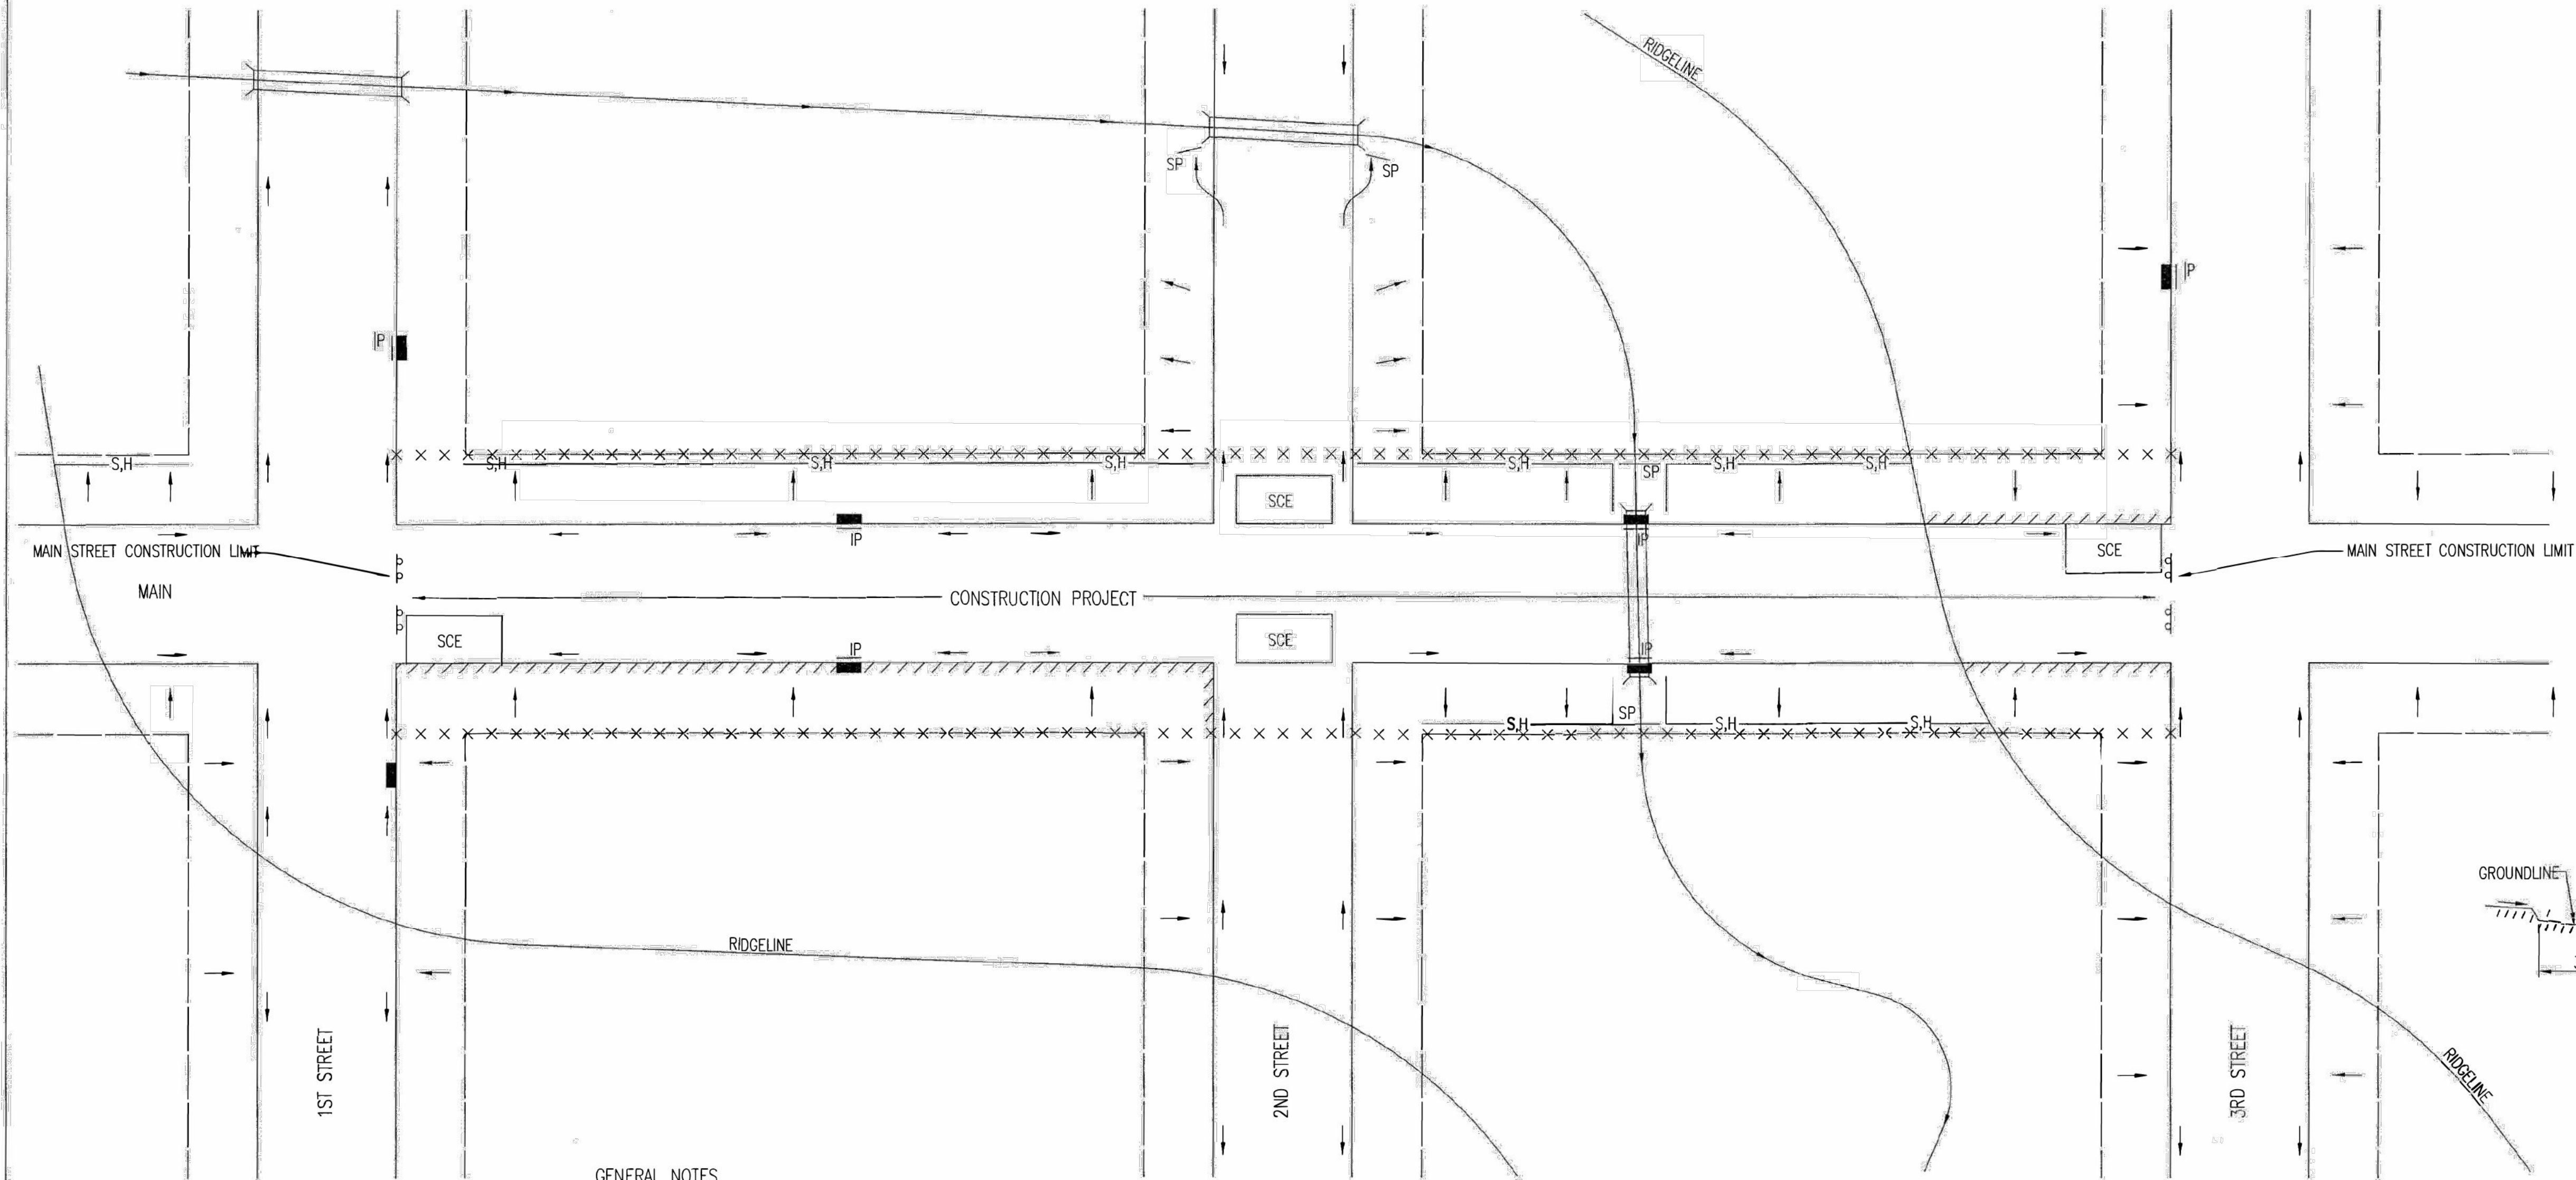 RIDGELINE
SP
SP
IP
IP
S,H
S,H
S,H
S,H
S,H
SP
S,H
S,H
SCE
IP
IP
SCE
MAIN STREET CONSTRUCTION LIMIT
MAIN STREET CONSTRUCTION LIMIT
MAIN
CONSTRUCTION PROJECT
SCE
IP
SCE
IP
SP
S,H
S,H
S,H
GROUNDLINE
RIDGELINE
1ST STREET
2ND STREET
3RD STREET
RIDGELINE
GENERAL NOTES